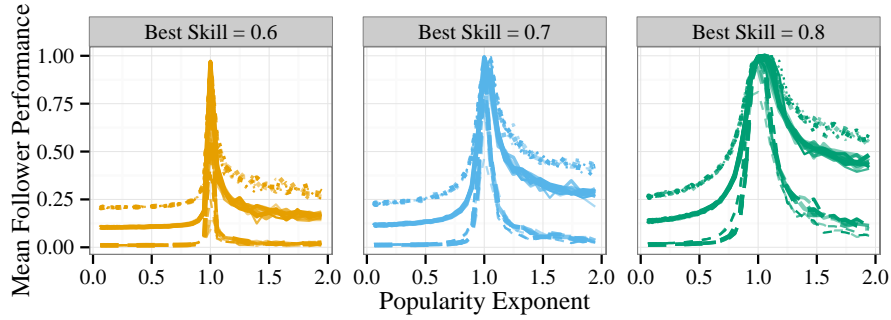 Best Skill = 0.6
Best Skill = 0.7
Best Skill = 0.8
Mean Follower Performance
1.00
0.75
0.50
0.25
0.00
0.0 0.5 1.0 1.5 2.0
0.0 0.5 1.0 1.5 2.0
0.0 0.5 1.0 1.5 2.0
Popularity Exponent